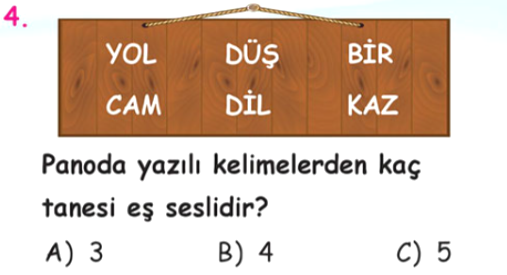 4.
YOL DÜŞ BİR
CAM DİL KAZ
Panoda yazılı kelimelerden kaç
tanesi eş seslidir?
A) 3 B) 4 C) 5